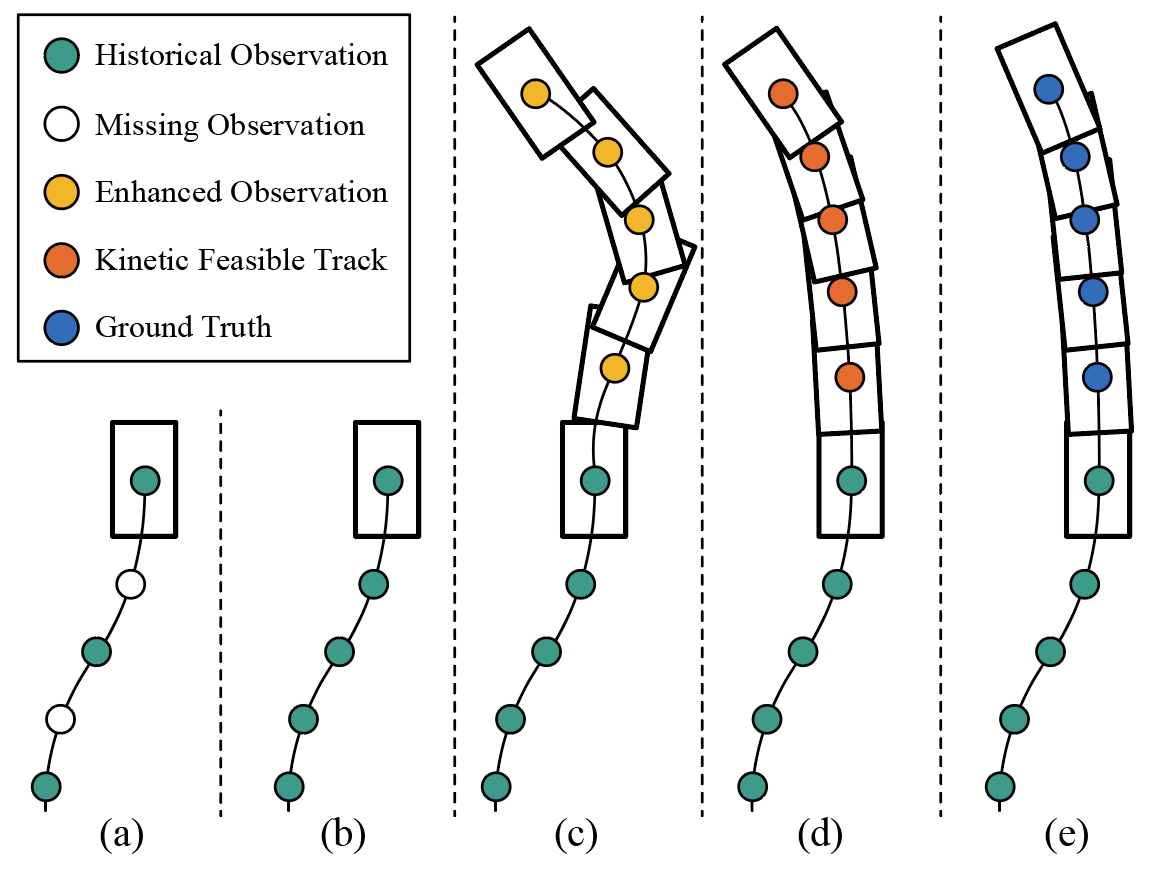 Historical Observation
Missing Observation
Enhanced Observation
Kinetic Feasible Track
Ground Truth
(a) (b) (c) (d) (e)